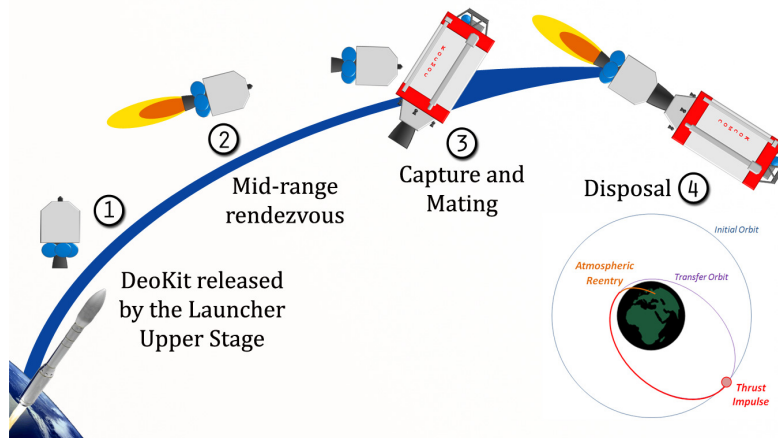 1
DeoKit released
by the Launcher
Upper Stage
2
Mid-range
rendezvous
3
Capture and
Mating
Disposal 4
Initial Orbit
Atmospheric
Reentry
Transfer Orbit
Thrust
Impulse